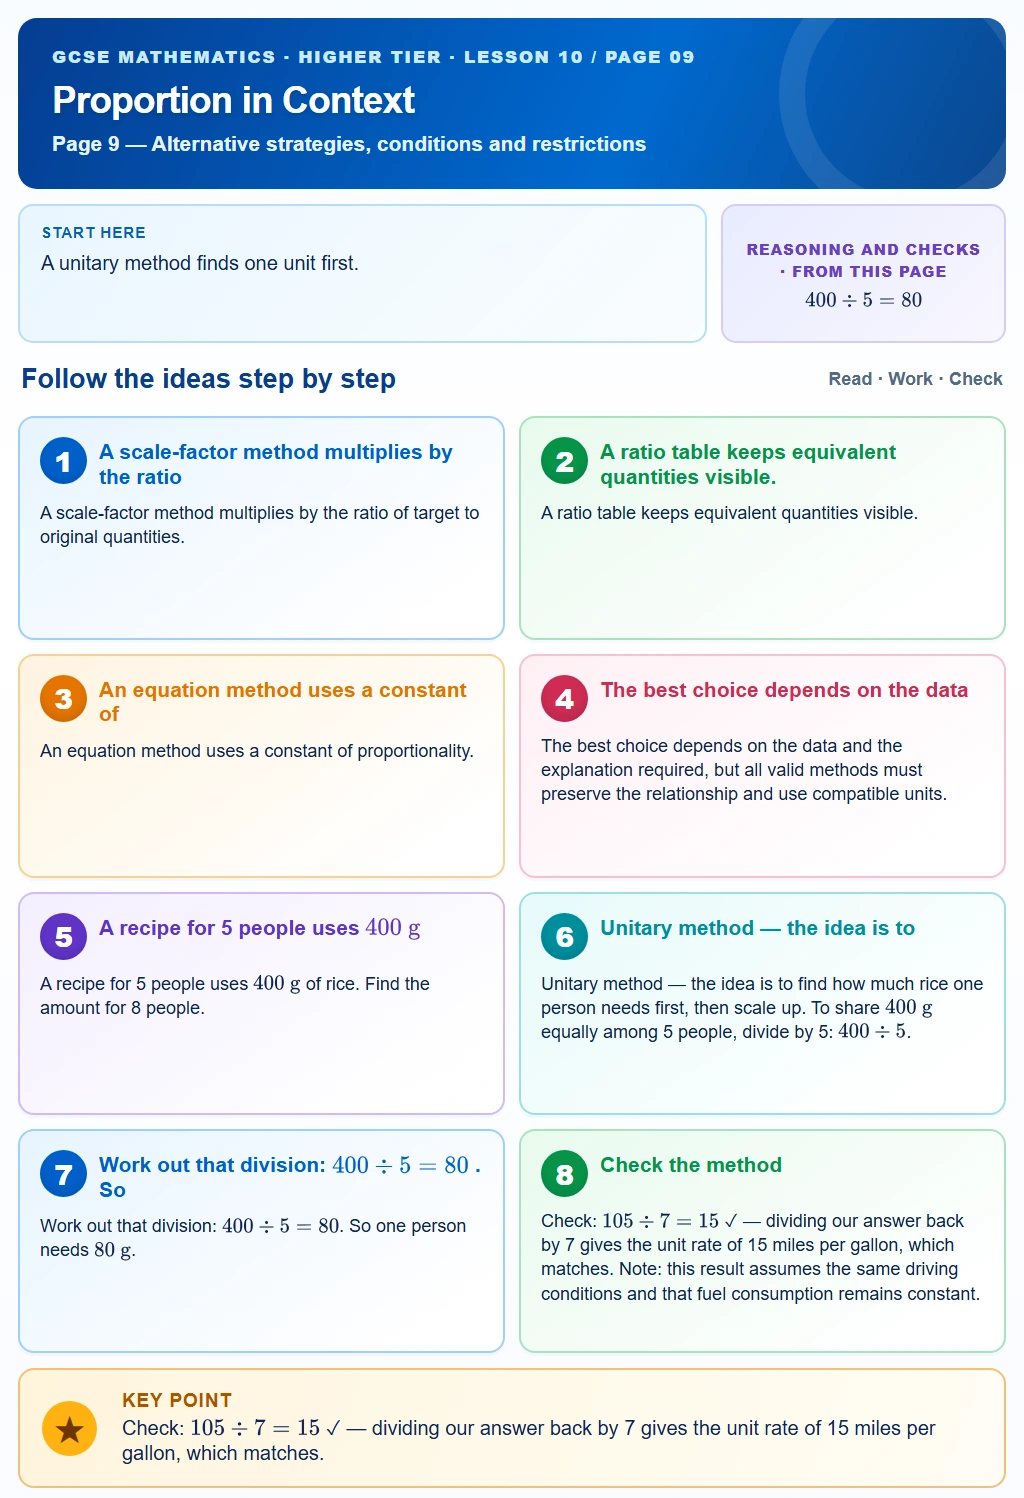 GCSE MATHEMATICS · HIGHER TIER · LESSON 10 / PAGE 09
Proportion in Context
Page 9 — Alternative strategies, conditions and restrictions
START HERE
A unitary method finds one unit first.
REASONING AND CHECKS
· FROM THIS PAGE
400 ÷ 5 = 80
Follow the ideas step by step
Read · Work · Check
1
A scale-factor method multiplies by
the ratio
A scale-factor method multiplies by the ratio of target to
original quantities.
2
A ratio table keeps equivalent
quantities visible.
A ratio table keeps equivalent quantities visible.
3
An equation method uses a constant
of
An equation method uses a constant of proportionality.
4
The best choice depends on the data
The best choice depends on the data and the
explanation required, but all valid methods must
preserve the relationship and use compatible units.
5
A recipe for 5 people uses 400 g
A recipe for 5 people uses 400 g of rice. Find the
amount for 8 people.
6
Unitary method — the idea is to
Unitary method — the idea is to find how much rice one
person needs first, then scale up. To share 400 g
equally among 5 people, divide by 5: 400 ÷ 5.
7
Work out that division: 400 ÷ 5 = 80 .
So
Work out that division: 400 ÷ 5 = 80. So one person
needs 80 g.
8
Check the method
Check: 105 ÷ 7 = 15 ✓ — dividing our answer back
by 7 gives the unit rate of 15 miles per gallon, which
matches. Note: this result assumes the same driving
conditions and that fuel consumption remains constant.
KEY POINT
Check: 105 ÷ 7 = 15 ✓ — dividing our answer back by 7 gives the unit rate of 15 miles per
gallon, which matches.